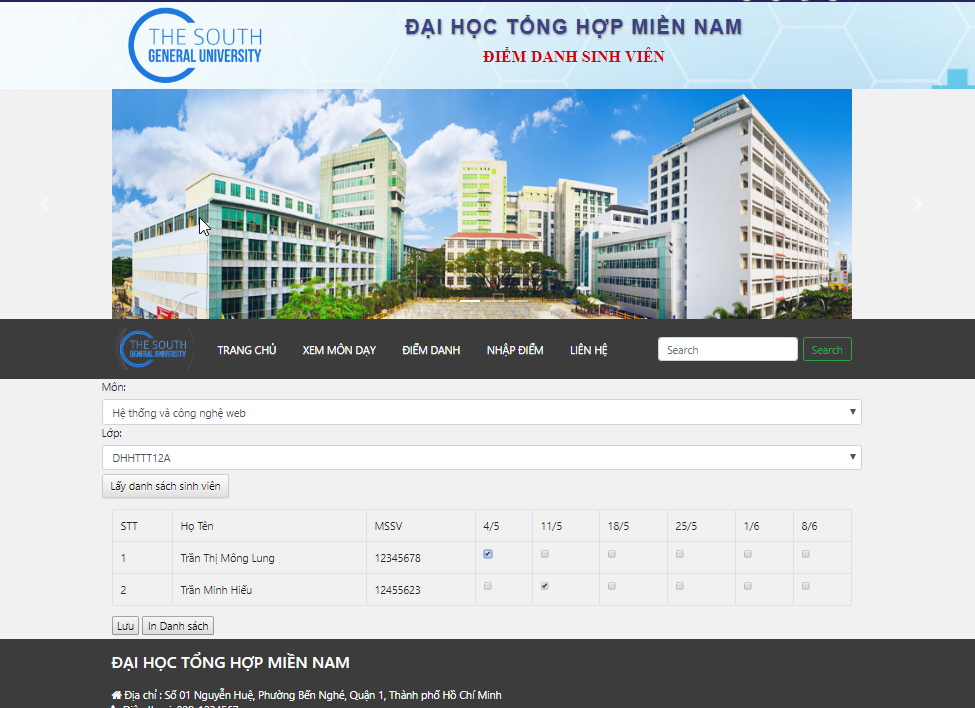 THE SOUTH
GENERAL UNIVERSITY
ĐẠI HỌC TỔNG HỢP MIỀN NAM
ĐIỂM DANH SINH VIÊN
THE SOUTH
GENERAL UNIVERSITY
TRANG CHỦ XEM MÔN DẠY ĐIỂM DANH NHẬP ĐIỂM LIÊN HỆ Search Search
Môn:
Hệ thống và công nghệ web
Lớp:
DHHTTT12A
Lấy danh sách sinh viên
STT Họ Tên MSSV 4/5 11/5 18/5 25/5 1/6 8/6
1 Trần Thị Mông Lung 12345678
2 Trần Minh Hiếu 12455623
Lưu In Danh sách
ĐẠI HỌC TỔNG HỢP MIỀN NAM
Địa chỉ : Số 01 Nguyễn Huệ, Phường Bến Nghé, Quận 1, Thành phố Hồ Chí Minh